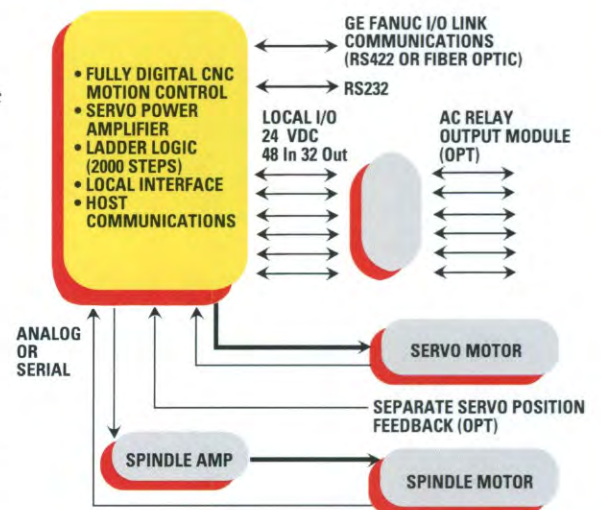 • FULLY DIGITAL CNC
MOTION CONTROL
• SERVO POWER
AMPLIFIER
• LADDER LOGIC
(2000 STEPS)
• LOCAL INTERFACE
• HOST
COMMUNICATIONS
GE FANUC I/O LINK
COMMUNICATIONS
(RS422 OR FIBER OPTIC)
RS232
LOCAL I/O
24 VDC
48 In 32 Out
AC RELAY
OUTPUT MODULE
(OPT)
ANALOG
OR
SERIAL
SERVO MOTOR
SEPARATE SERVO POSITION
FEEDBACK (OPT)
SPINDLE AMP
SPINDLE MOTOR